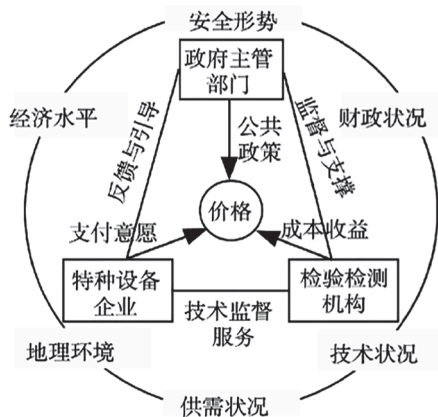 安全形势
政府主管
部门
经济水平
财政状况
反馈与引导
公共
政策
监督与支撑
价格
支付意愿
成本收益
特种设备
企业
检验检测
机构
技术监督
服务
地理环境
技术状况
供需状况